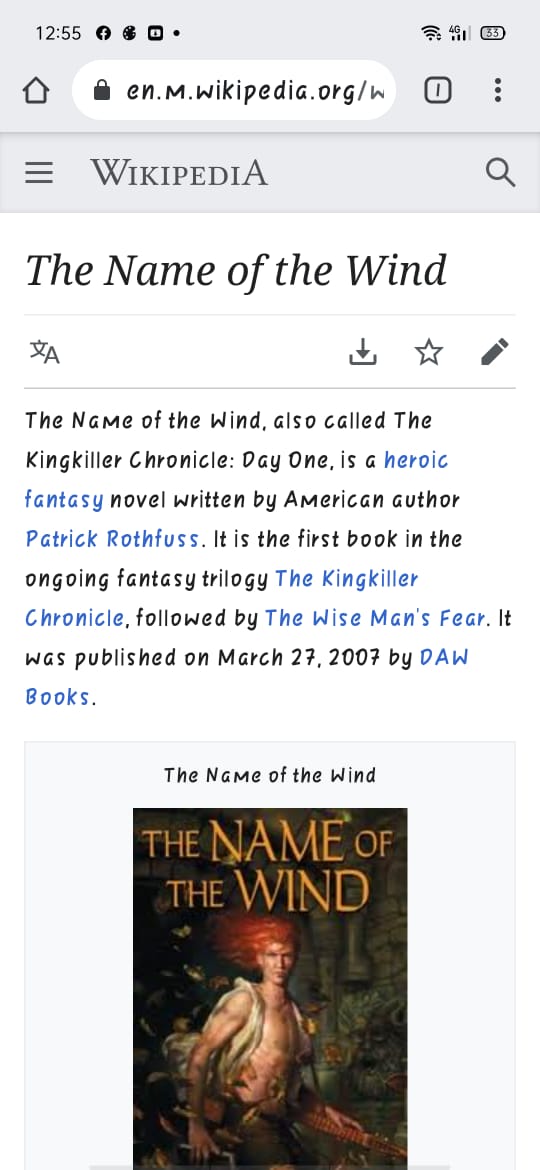 12:55
4G
33
en.m.wikipedia.org/w
1
WIKIPEDIA
The Name of the Wind
文A
The Name of the Wind, also called The
Kingkiller Chronicle: Day One, is a heroic
fantasy novel written by American author
Patrick Rothfuss. It is the first book in the
ongoing fantasy trilogy The Kingkiller
Chronicle, followed by The Wise Man's Fear. It
was published on March 27, 2007 by DAW
Books.
The Name of the Wind
THE NAME OF
THE WIND